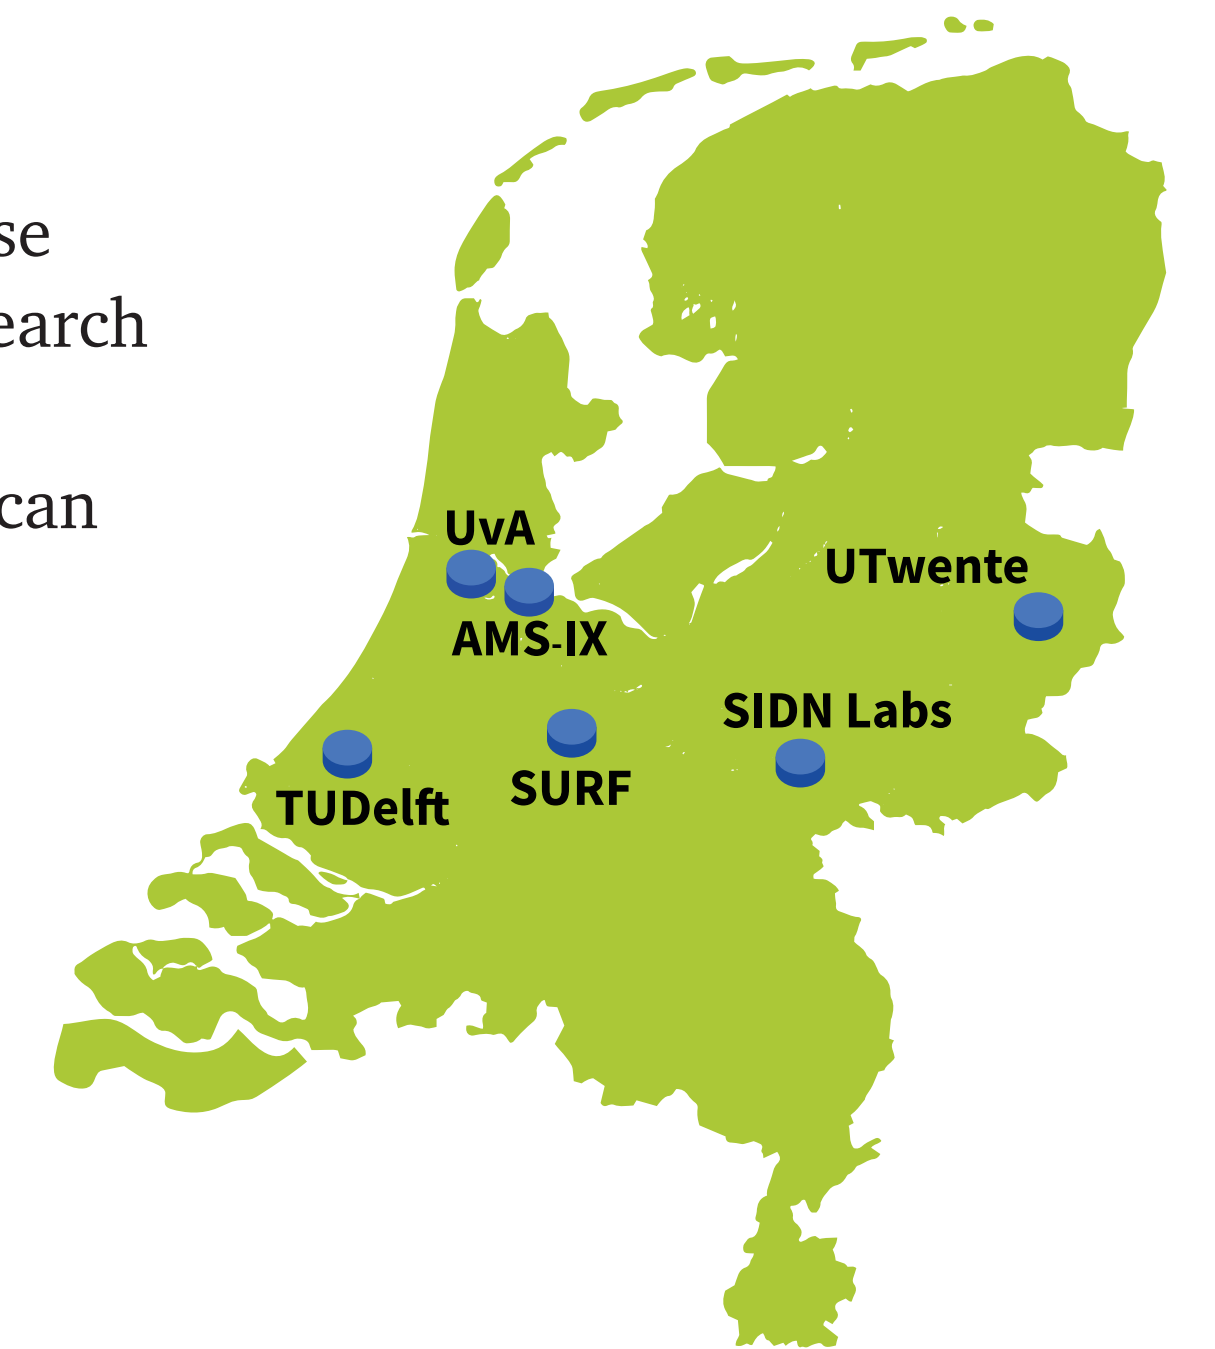 se
earch
can
UvA
UTwente
AMS-IX
SIDN Labs
SURF
TUDelft